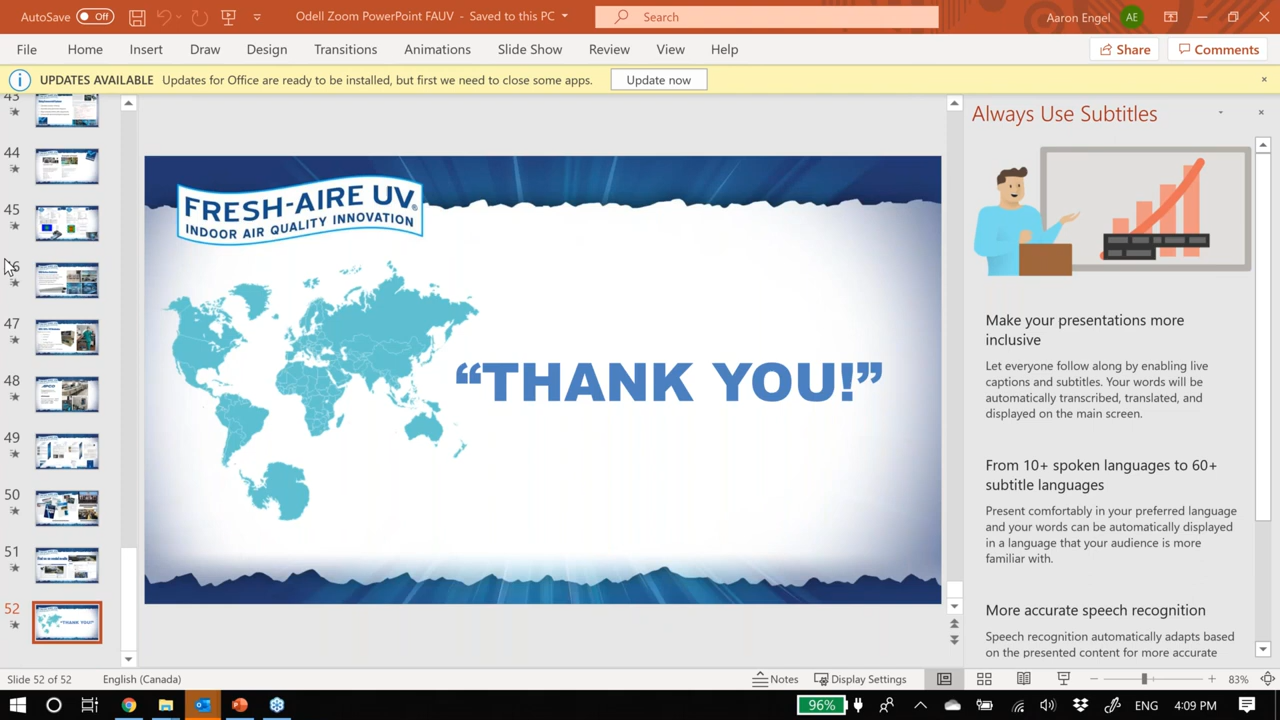 AutoSave Off Odell Zoom PowerPoint FAUV - Saved to this PC Search Aaron Engel AE
File Home Insert Draw Design Transitions Animations Slide Show Review View Help Share Comments
UPDATES AVAILABLE Updates for Office are ready to be installed, but first we need to close some apps. Update now
44
45
47
48
49
50
51
52
FRESH-AIRE UV®
INDOOR AIR QUALITY INNOVATION
“THANK YOU!”
Always Use Subtitles
Make your presentations more
inclusive
Let everyone follow along by enabling live
captions and subtitles. Your words will be
automatically transcribed, translated, and
displayed on the main screen.
From 10+ spoken languages to 60+
subtitle languages
Present comfortably in your preferred language
and your words can be automatically displayed
in a language that your audience is more
familiar with.
More accurate speech recognition
Speech recognition automatically adapts based
on the presented content for more accurate
Slide 52 of 52 English (Canada) Notes Display Settings 83%
96% ENG 4:09 PM